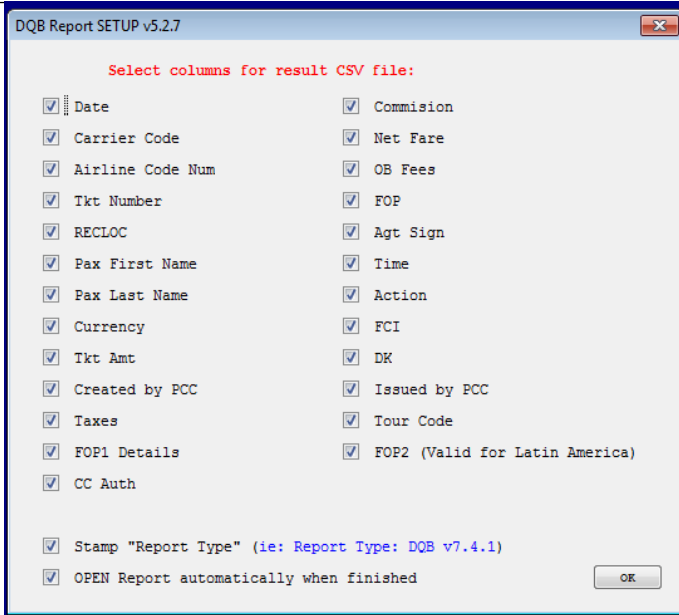 DQB Report SETUP v5.2.7
Select columns for result CSV file:
Date
Carrier Code
Airline Code Num
Tkt Number
RECLOC
Pax First Name
Pax Last Name
Currency
Tkt Amt
Created by PCC
Taxes
FOP1 Details
CC Auth
Commision
Net Fare
OB Fees
FOP
Agt Sign
Time
Action
FCI
DK
Issued by PCC
Tour Code
FOP2 (Valid for Latin America)
Stamp "Report Type" (ie: Report Type: DQB v7.4.1)
OPEN Report automatically when finished
OK